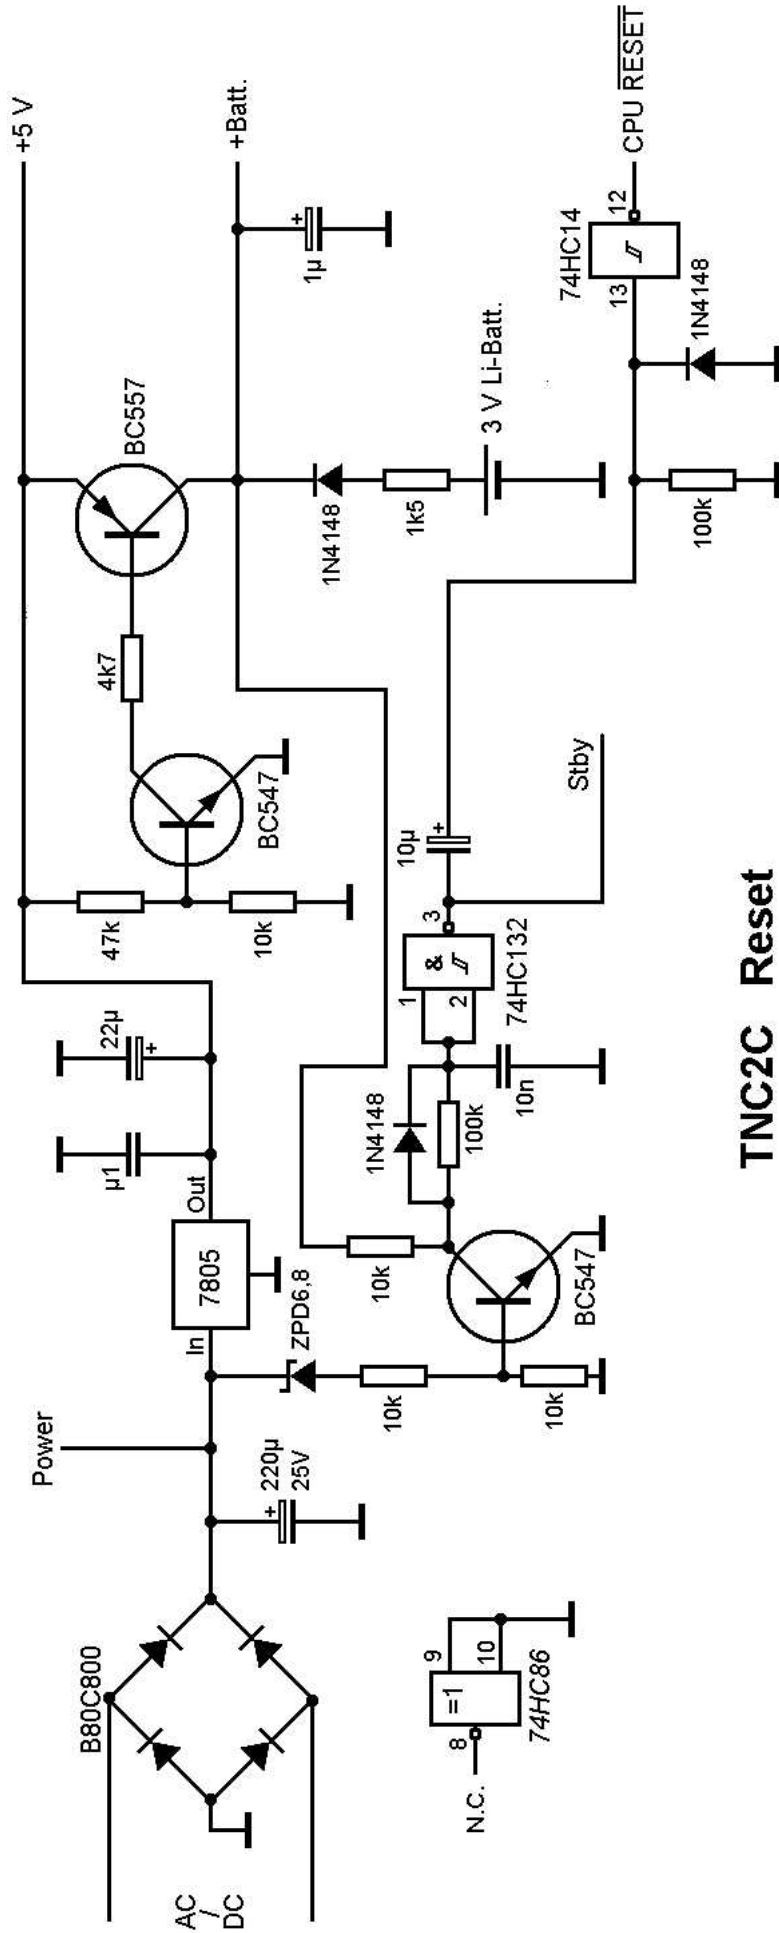 AC
/
DC
B80C800
Power
220µ
25V
+
In
7805
Out
µ1
22µ
+
+5 V
47k
10k
BC547
4k7
BC557
+Batt.
1µ
+
1N4148
1k5
3 V Li-Batt.
ZPD6,8
10k
10k
10k
BC547
1N4148
100k
10n
1
2
&
3
74HC132
10µ
+
Stby
100k
1N4148
13
12
74HC14
CPU RESET
N.C.
8
=1
9
10
74HC86
TNC2C Reset